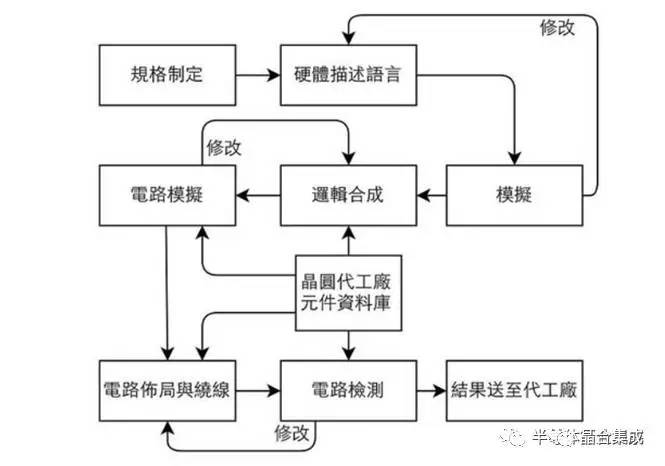 修改
規格制定
硬體描述語言
修改
電路模擬
邏輯合成
模擬
晶圓代工廠
元件資料庫
電路佈局與繞線
電路檢測
結果送至代工廠
修改
半导体晶合集成